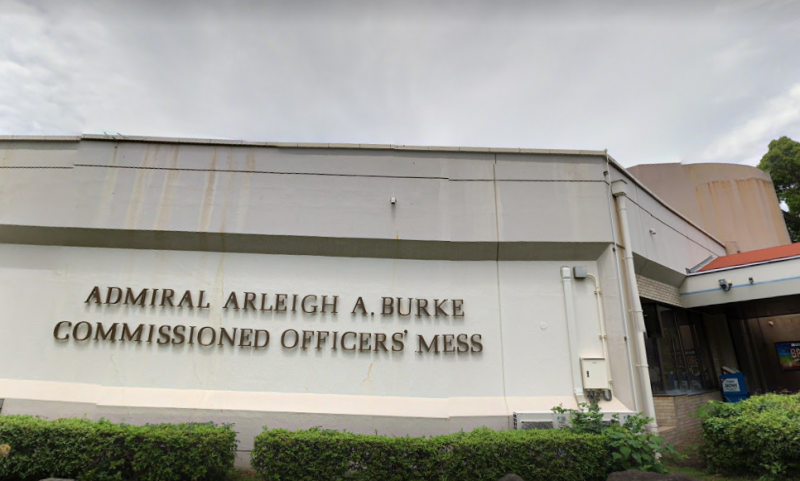 ADMIRAL ARLEIGH A. BURKE
COMMISSIONED OFFICERS' MESS